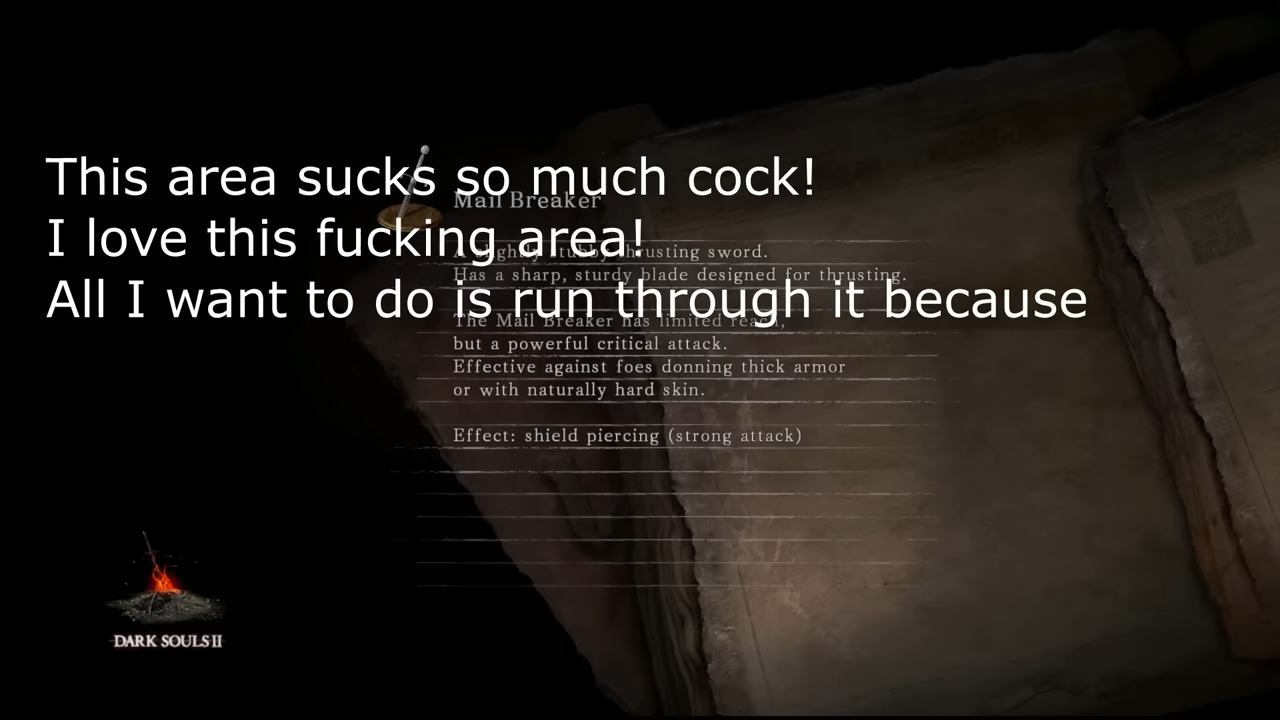 This area sucks so much cock!
Mail Breaker
I love this fucking area!
A slightly stubby thrusting sword.
Has a sharp, sturdy blade designed for thrusting.
All I want to do is run through it because
The Mail Breaker has limited reach,
but a powerful critical attack.
Effective against foes donning thick armor
or with naturally hard skin.
Effect: shield piercing (strong attack)
DARK SOULS II